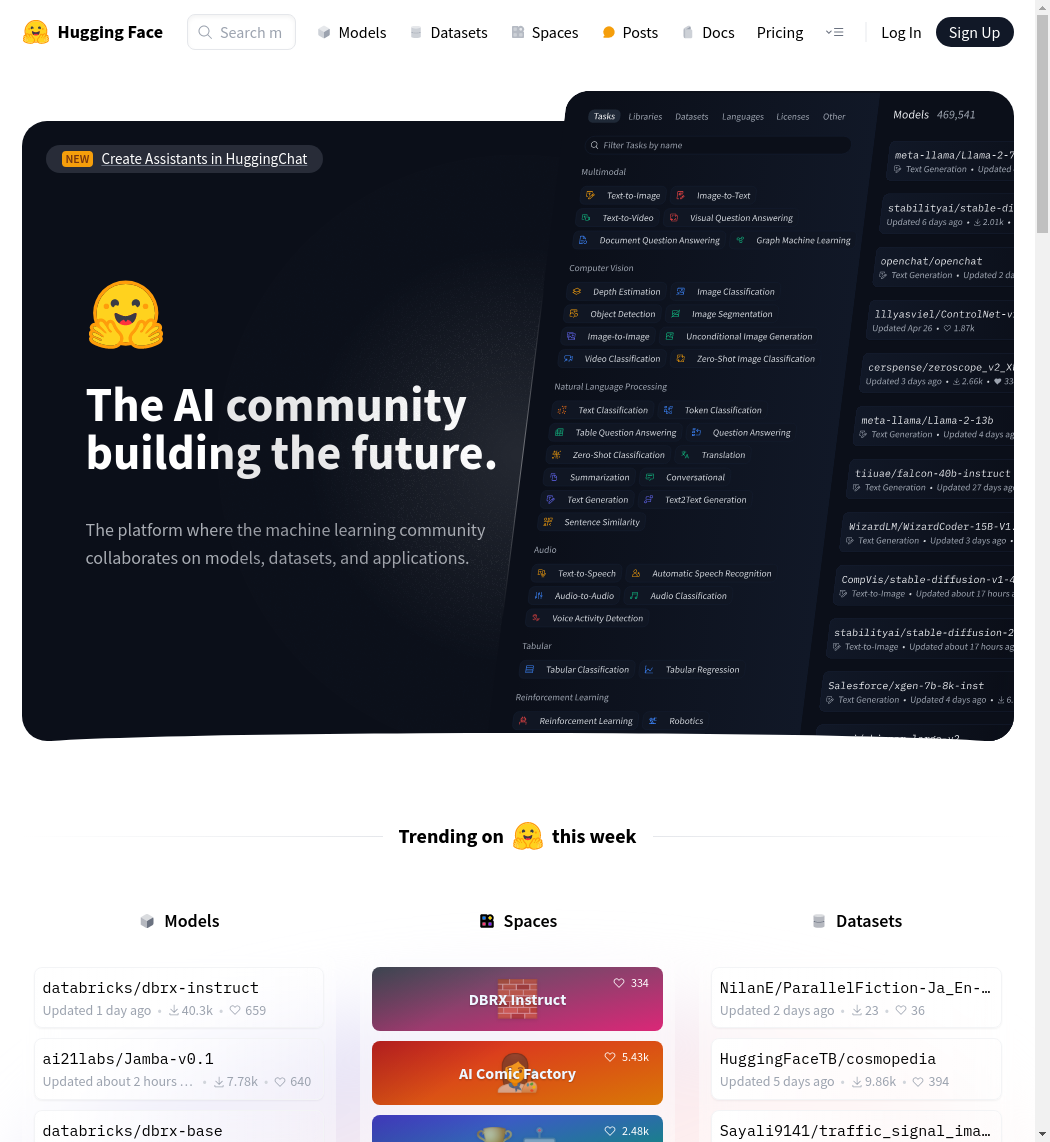 Hugging Face
Search m
Models
Datasets
Spaces
Posts
Docs
Pricing
Log In
Sign Up
NEW Create Assistants in HuggingChat
The AI community
building the future.
The platform where the machine learning community
collaborates on models, datasets, and applications.
Tasks Libraries Datasets Languages Licenses Other
Filter Tasks by name
Multimodal
Text-to-Image Image-to-Text
Text-to-Video Visual Question Answering
Document Question Answering Graph Machine Learning
Computer Vision
Depth Estimation Image Classification
Object Detection Image Segmentation
Image-to-Image Unconditional Image Generation
Video Classification Zero-Shot Image Classification
Natural Language Processing
Text Classification Token Classification
Table Question Answering Question Answering
Zero-Shot Classification Translation
Summarization Conversational
Text Generation Text2Text Generation
Sentence Similarity
Audio
Text-to-Speech Automatic Speech Recognition
Audio-to-Audio Audio Classification
Voice Activity Detection
Tabular
Tabular Classification Tabular Regression
Reinforcement Learning
Reinforcement Learning Robotics
Models 469,541
meta-llama/Llama-2-7
Text Generation • Updated
stabilityai/stable-di
Updated 6 days ago • 2.01k •
openchat/openchat
Text Generation • Updated 2 da
lllyasviel/ControlNet-v
Updated Apr 26 • 1.87k
cerspense/zeroscope_v2_X
Updated 3 days ago • 2.66k • 33
meta-llama/Llama-2-13b
Text Generation • Updated 4 days ag
tiiuae/falcon-40b-instruct
Text Generation • Updated 27 days ag
WizardLM/WizardCoder-15B-V1.
Text Generation • Updated 3 days ago •
CompVis/stable-diffusion-v1-4
Text-to-Image • Updated about 17 hours a
stabilityai/stable-diffusion-2
Text-to-Image • Updated about 17 hours ag
Salesforce/xgen-7b-8k-inst
Text Generation • Updated 4 days ago • 6.
Trending on this week
Models
databricks/dbrx-instruct
Updated 1 day ago • 40.3k • 659
ai21labs/Jamba-v0.1
Updated about 2 hours … • 7.78k • 640
databricks/dbrx-base
Spaces
334
DBRX Instruct
5.43k
AI Comic Factory
2.48k
Datasets
NilanE/ParallelFiction-Ja_En-…
Updated 2 days ago • 23 • 36
HuggingFaceTB/cosmopedia
Updated 5 days ago • 9.86k • 394
Sayali9141/traffic_signal_ima…